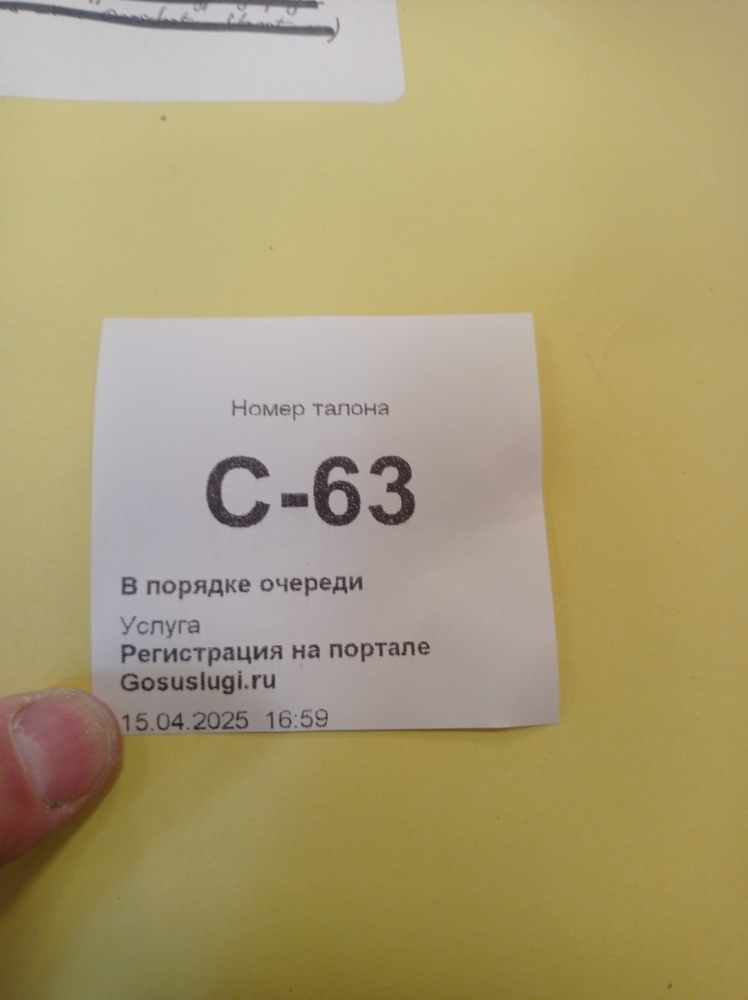 Номер талона
С-63
В порядке очереди
Услуга
Регистрация на портале
Gosuslugi.ru
15.04.2025 16:59